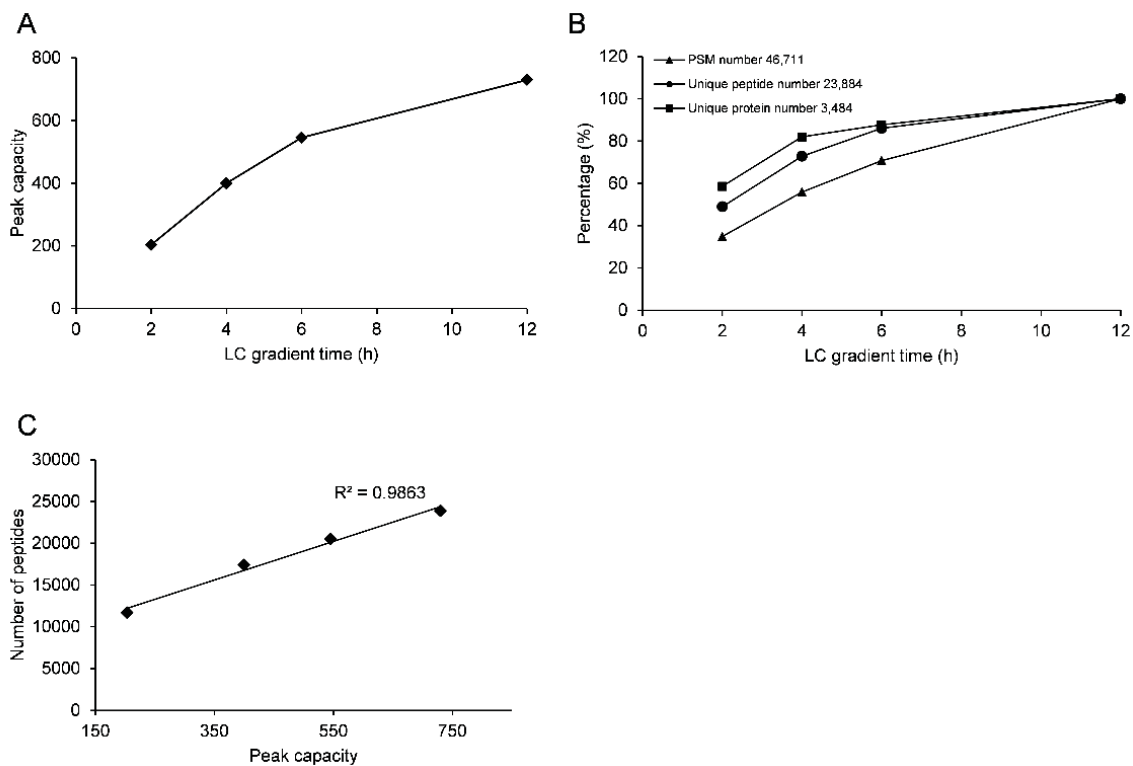 A
800
600
400
200
0
Peak capacity
0 2 4 6 8 10 12
LC gradient time (h)
B
120
100
80
60
40
20
0
Percentage (%)
PSM number 46,711
Unique peptide number 23,884
Unique protein number 3,484
0 2 4 6 8 10 12
LC gradient time (h)
C
30000
25000
20000
15000
10000
5000
0
Number of peptides
R² = 0.9863
150 350 550 750
Peak capacity